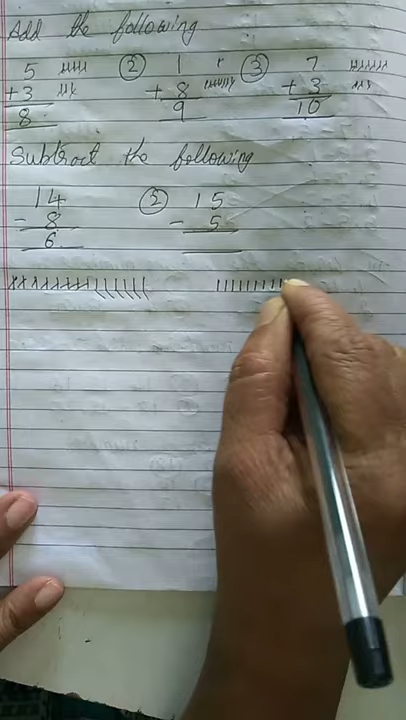 Add the following
5 ② 1 ③ 7
+3 + 8 + 3
8 9 10
Subtract the following
14 ② 15
- 8 - 5
6